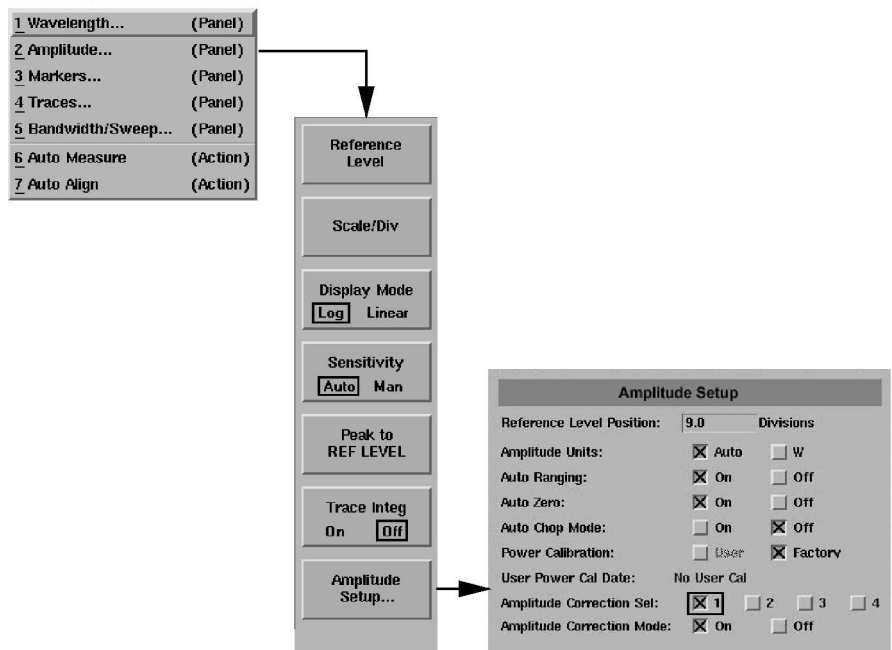 1 Wavelength... (Panel)
2 Amplitude... (Panel)
3 Markers... (Panel)
4 Traces... (Panel)
5 Bandwidth/Sweep... (Panel)
6 Auto Measure (Action)
7 Auto Align (Action)
Reference
Level
Scale/Div
Display Mode
Log Linear
Sensitivity
Auto Man
Peak to
REF LEVEL
Trace Integ
On Off
Amplitude
Setup...
Amplitude Setup
Reference Level Position: 9.0 Divisions
Amplitude Units: Auto W
Auto Ranging: On Off
Auto Zero: On Off
Auto Chop Mode: On Off
Power Calibration: User Factory
User Power Cal Date: No User Cal
Amplitude Correction Sel: 1 2 3 4
Amplitude Correction Mode: On Off